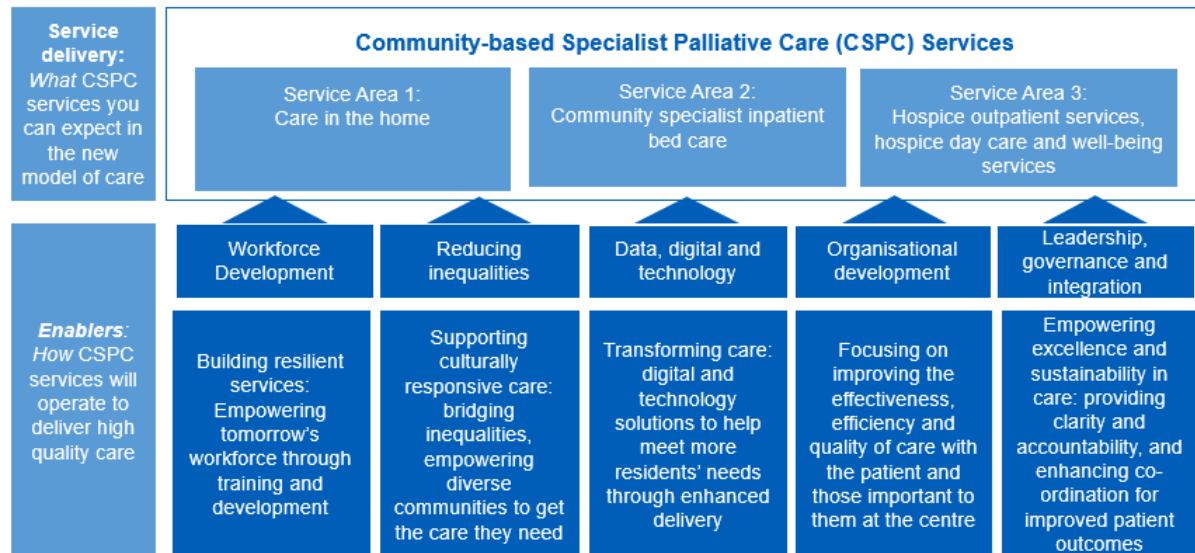 Service
delivery:
What CSPC
services you
can expect in
the new
model of care
Community-based Specialist Palliative Care (CSPC) Services
Service Area 1:
Care in the home
Service Area 2:
Community specialist inpatient
bed care
Service Area 3:
Hospice outpatient services,
hospice day care and well-being
services
Enablers:
How CSPC
services will
operate to
deliver high
quality care
Workforce
Development
Reducing
inequalities
Data, digital and
technology
Organisational
development
Leadership,
governance and
integration
Building resilient
services:
Empowering
tomorrow's
workforce through
training and
development
Supporting
culturally
responsive care:
bridging
inequalities,
empowering
diverse
communities to get
the care they need
Transforming care:
digital and
technology
solutions to help
meet more
residents' needs
through enhanced
delivery
Focusing on
improving the
effectiveness,
efficiency and
quality of care with
the patient and
those important to
them at the centre
Empowering
excellence and
sustainability in
care: providing
clarity and
accountability, and
enhancing co-
ordination for
improved patient
outcomes